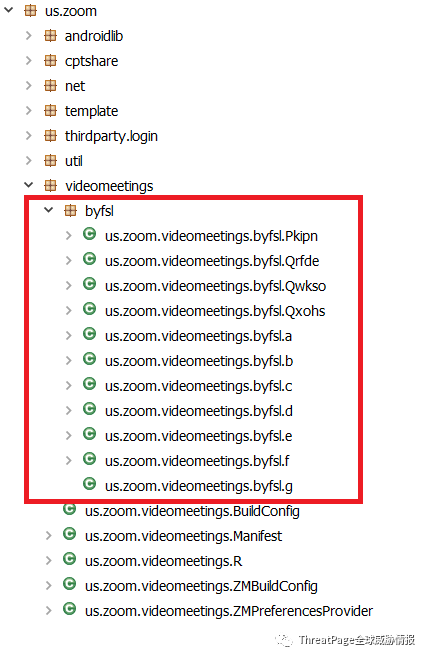 us.zoom
androidlib
cptshare
net
template
thirdparty.login
util
videomeetings
byfsl
us.zoom.videomeetings.byfsl.Pkipn
us.zoom.videomeetings.byfsl.Qrfde
us.zoom.videomeetings.byfsl.Qwkso
us.zoom.videomeetings.byfsl.Qxohs
us.zoom.videomeetings.byfsl.a
us.zoom.videomeetings.byfsl.b
us.zoom.videomeetings.byfsl.c
us.zoom.videomeetings.byfsl.d
us.zoom.videomeetings.byfsl.e
us.zoom.videomeetings.byfsl.f
us.zoom.videomeetings.byfsl.g
us.zoom.videomeetings.BuildConfig
us.zoom.videomeetings.Manifest
us.zoom.videomeetings.R
us.zoom.videomeetings.ZMBuildConfig
us.zoom.videomeetings.ZMPreferencesProvider
ThreatPage全球威胁情报